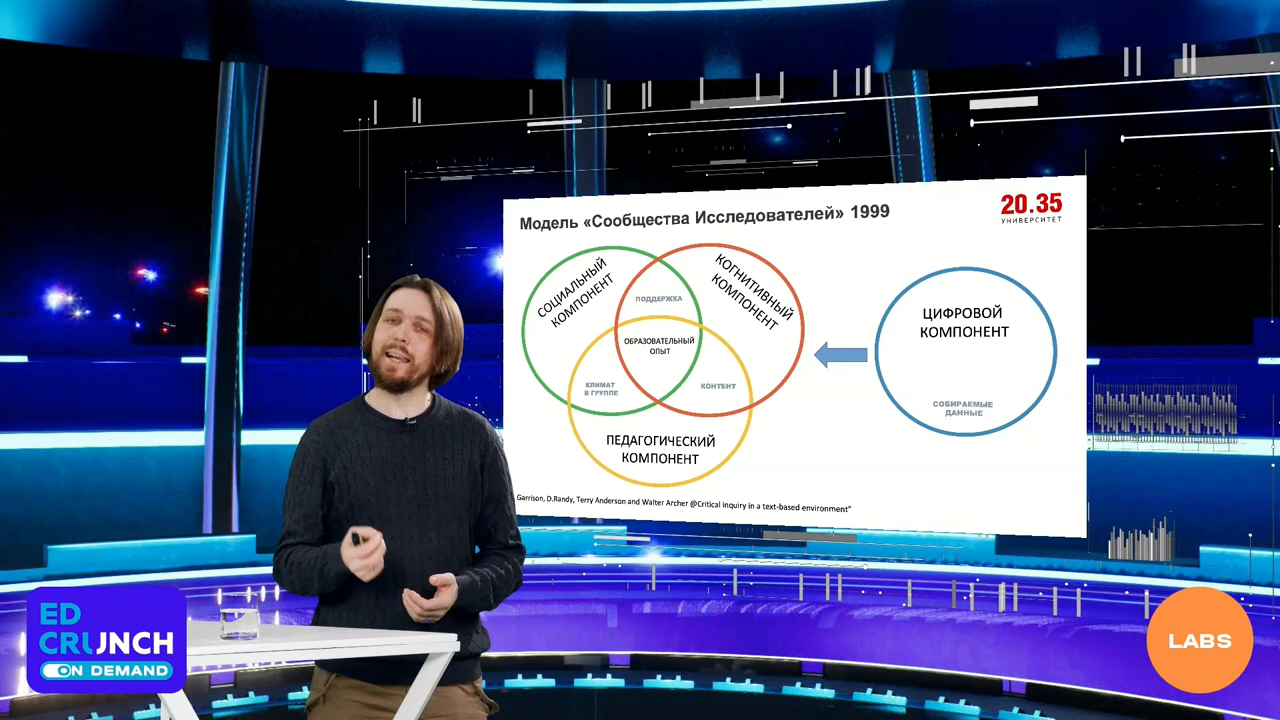 Модель «Сообщества Исследователей» 1999
20.35
УНИВЕРСИТЕТ
СОЦИАЛЬНЫЙ
КОМПОНЕНТ
КОГНИТИВНЫЙ
КОМПОНЕНТ
ПОДДЕРЖКА
ОБРАЗОВАТЕЛЬНЫЙ
ОПЫТ
КЛИМАТ
В ГРУППЕ
КОНТЕНТ
ПЕДАГОГИЧЕСКИЙ
КОМПОНЕНТ
ЦИФРОВОЙ
КОМПОНЕНТ
СОБИРАЕМЫЕ
ДАННЫЕ
Garrison, D.Randy, Terry Anderson and Walter Archer @Critical inquiry in a text-based environment"
ED
CRUNCH
ON DEMAND
LABS